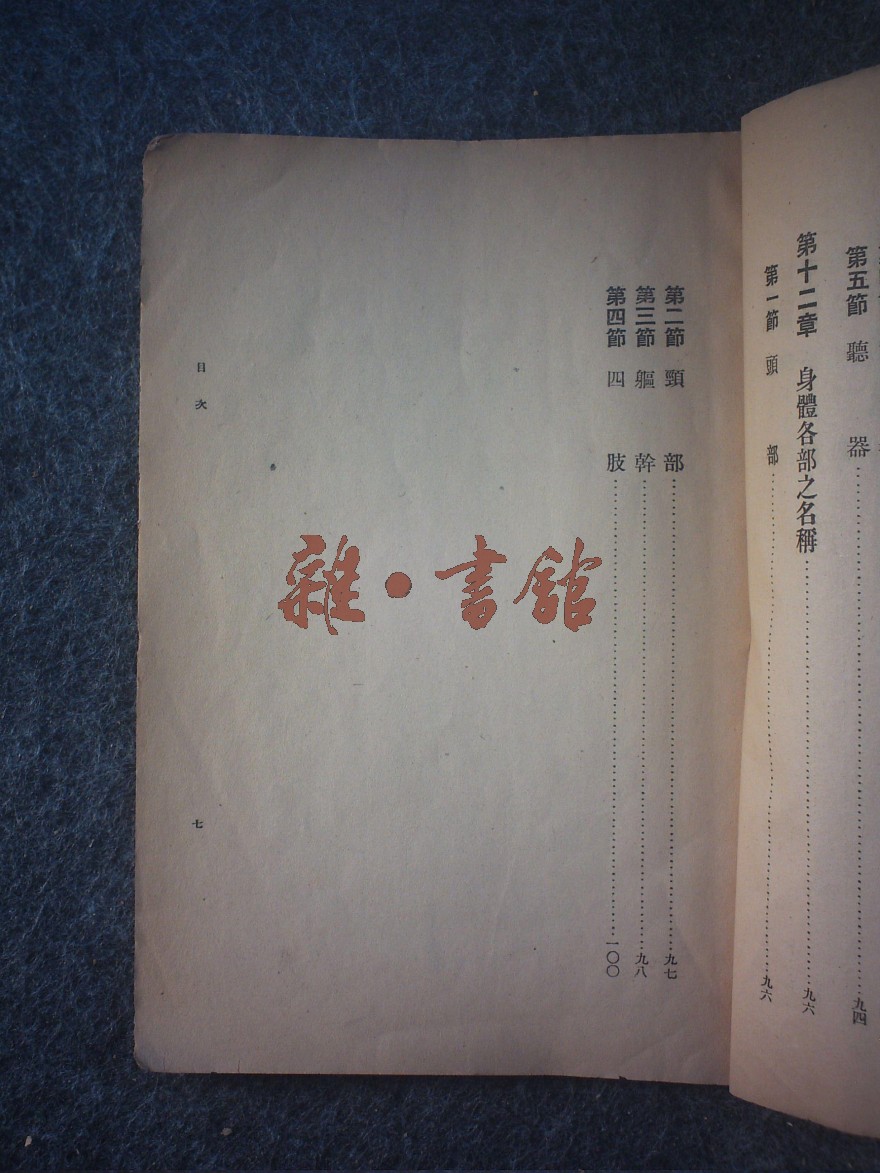 第五節 聽器……九四
第十二章 身體各部之名稱……九六
第一節 頭部……九六
第二節 頸部……九七
第三節 軀幹……九八
第四節 四肢……一〇〇
目次
七
雜·書館